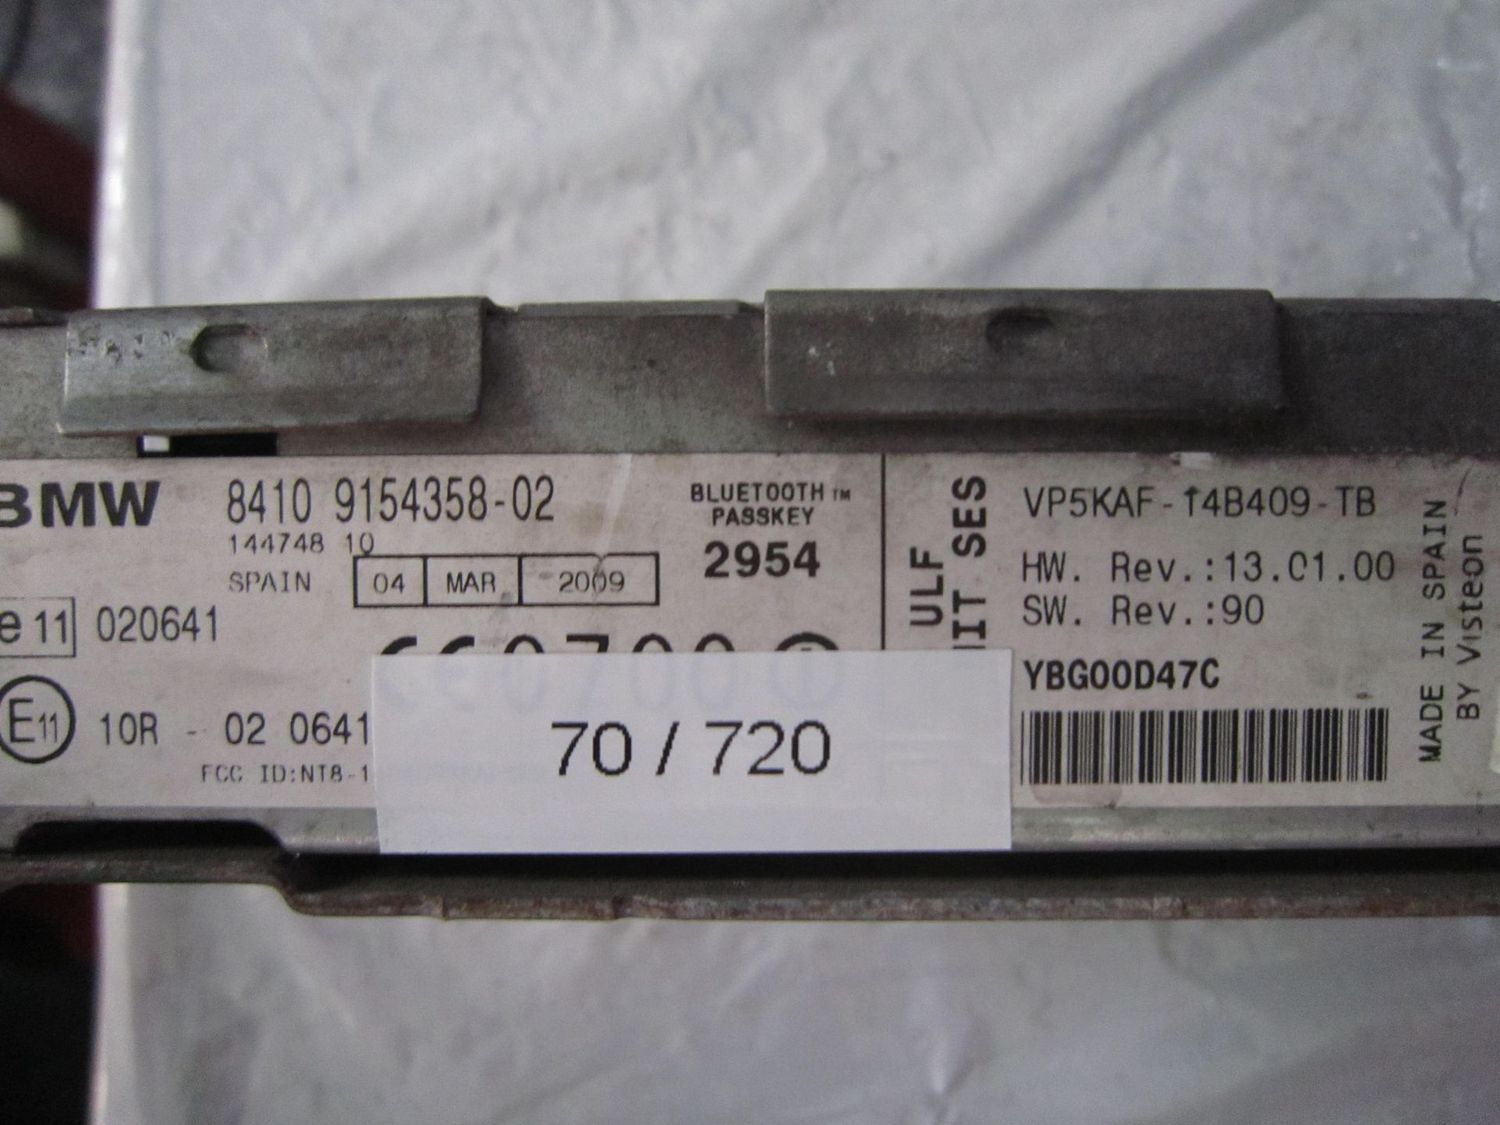 BMW 8410 9154358-02
144748 10
SPAIN 04 MAR 2009
e 11 020641
E11 10R - 02 0641
FCC ID:NT8-1
BLUETOOTH TM
PASSKEY
2954
CE0700
70 / 720
ULF
SES
VP5KAF-14B409-TB
HW. Rev.:13.01.00
SW. Rev.:90
YBG00D47C
MADE IN SPAIN
BY Visteon